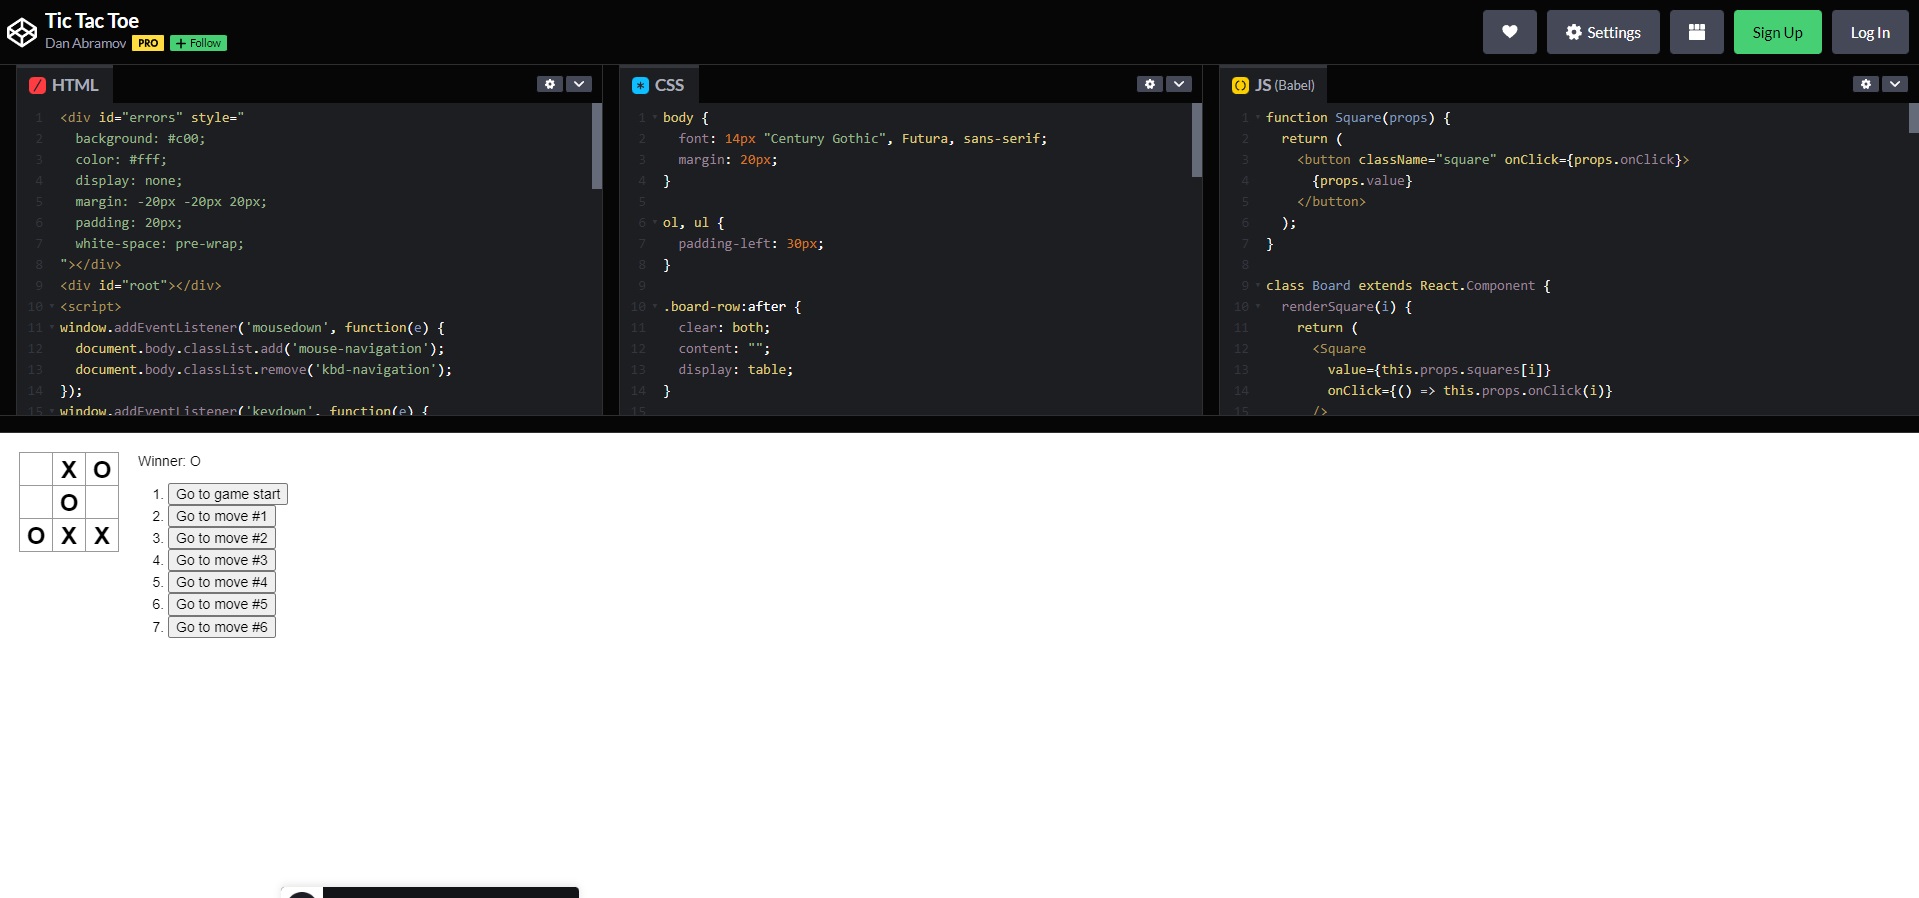 Tic Tac Toe
Dan Abramov PRO + Follow
Settings
Sign Up
Log In
HTML
1 <div id="errors" style="
2   background: #c00;
3   color: #fff;
4   display: none;
5   margin: -20px -20px 20px;
6   padding: 20px;
7   white-space: pre-wrap;
8 "></div>
9 <div id="root"></div>
10 <script>
11 window.addEventListener('mousedown', function(e) {
12   document.body.classList.add('mouse-navigation');
13   document.body.classList.remove('kbd-navigation');
14 });
15 window.addEventListener('keydown', function(e) {
CSS
1 body {
2   font: 14px "Century Gothic", Futura, sans-serif;
3   margin: 20px;
4 }
5
6 ol, ul {
7   padding-left: 30px;
8 }
9
10 .board-row:after {
11   clear: both;
12   content: "";
13   display: table;
14 }
15
JS (Babel)
1 function Square(props) {
2   return (
3     <button className="square" onClick={props.onClick}>
4       {props.value}
5     </button>
6   );
7 }
8
9 class Board extends React.Component {
10   renderSquare(i) {
11     return (
12       <Square
13         value={this.props.squares[i]}
14         onClick={() => this.props.onClick(i)}
15       />
X O
O
O X X
Winner: O
1. Go to game start
2. Go to move #1
3. Go to move #2
4. Go to move #3
5. Go to move #4
6. Go to move #5
7. Go to move #6